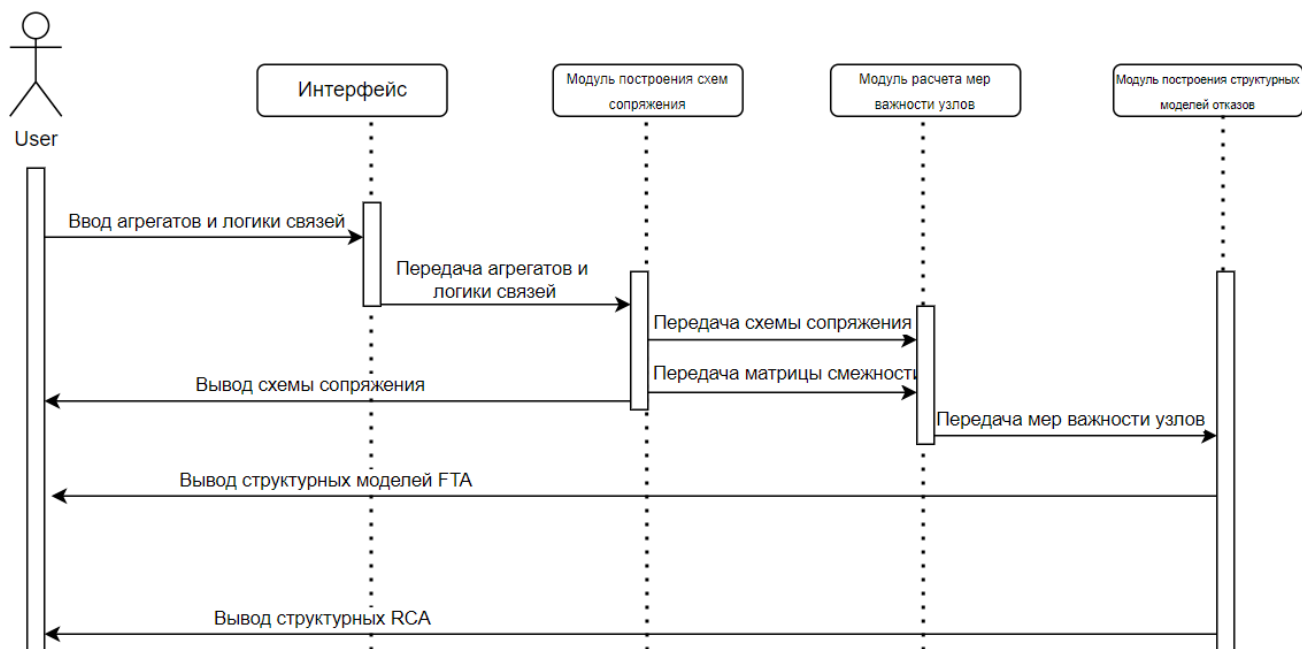 User
Интерфейс
Модуль построения схем
сопряжения
Модуль расчета мер
важности узлов
Модуль построения структурных
моделей отказов
Ввод агрегатов и логики связей
Передача агрегатов и
логики связей
Передача схемы сопряжения
Передача матрицы смежности
Вывод схемы сопряжения
Передача мер важности узлов
Вывод структурных моделей FTA
Вывод структурных RCA